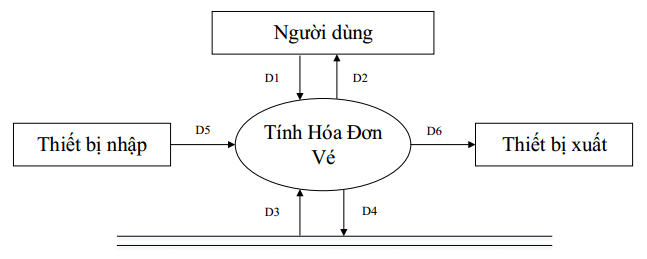 Người dùng
D1
D2
Thiết bị nhập
D5
Tính Hóa Đơn
Vé
D6
Thiết bị xuất
D3
D4